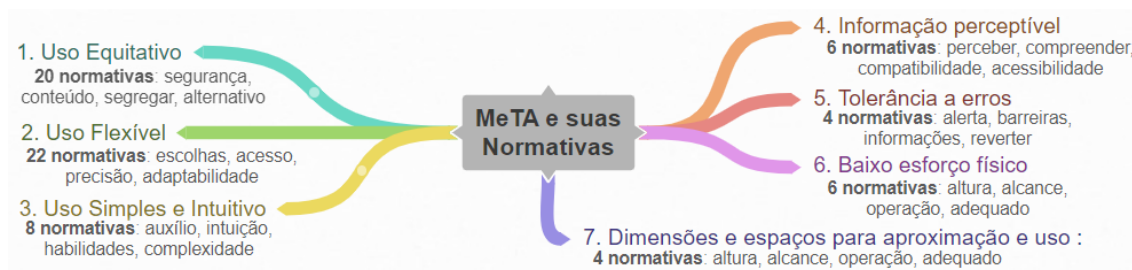 1. Uso Equitativo
20 normativas: segurança,
conteúdo, segregar, alternativo
2. Uso Flexível
22 normativas: escolhas, acesso,
precisão, adaptabilidade
3. Uso Simples e Intuitivo
8 normativas: auxílio, intuição,
habilidades, complexidade
MeTA e suas
Normativas
4. Informação perceptível
6 normativas: perceber, compreender,
compatibilidade, acessibilidade
5. Tolerância a erros
4 normativas: alerta, barreiras,
informações, reverter
6. Baixo esforço físico
6 normativas: altura, alcance,
operação, adequado
7. Dimensões e espaços para aproximação e uso :
4 normativas: altura, alcance, operação, adequado